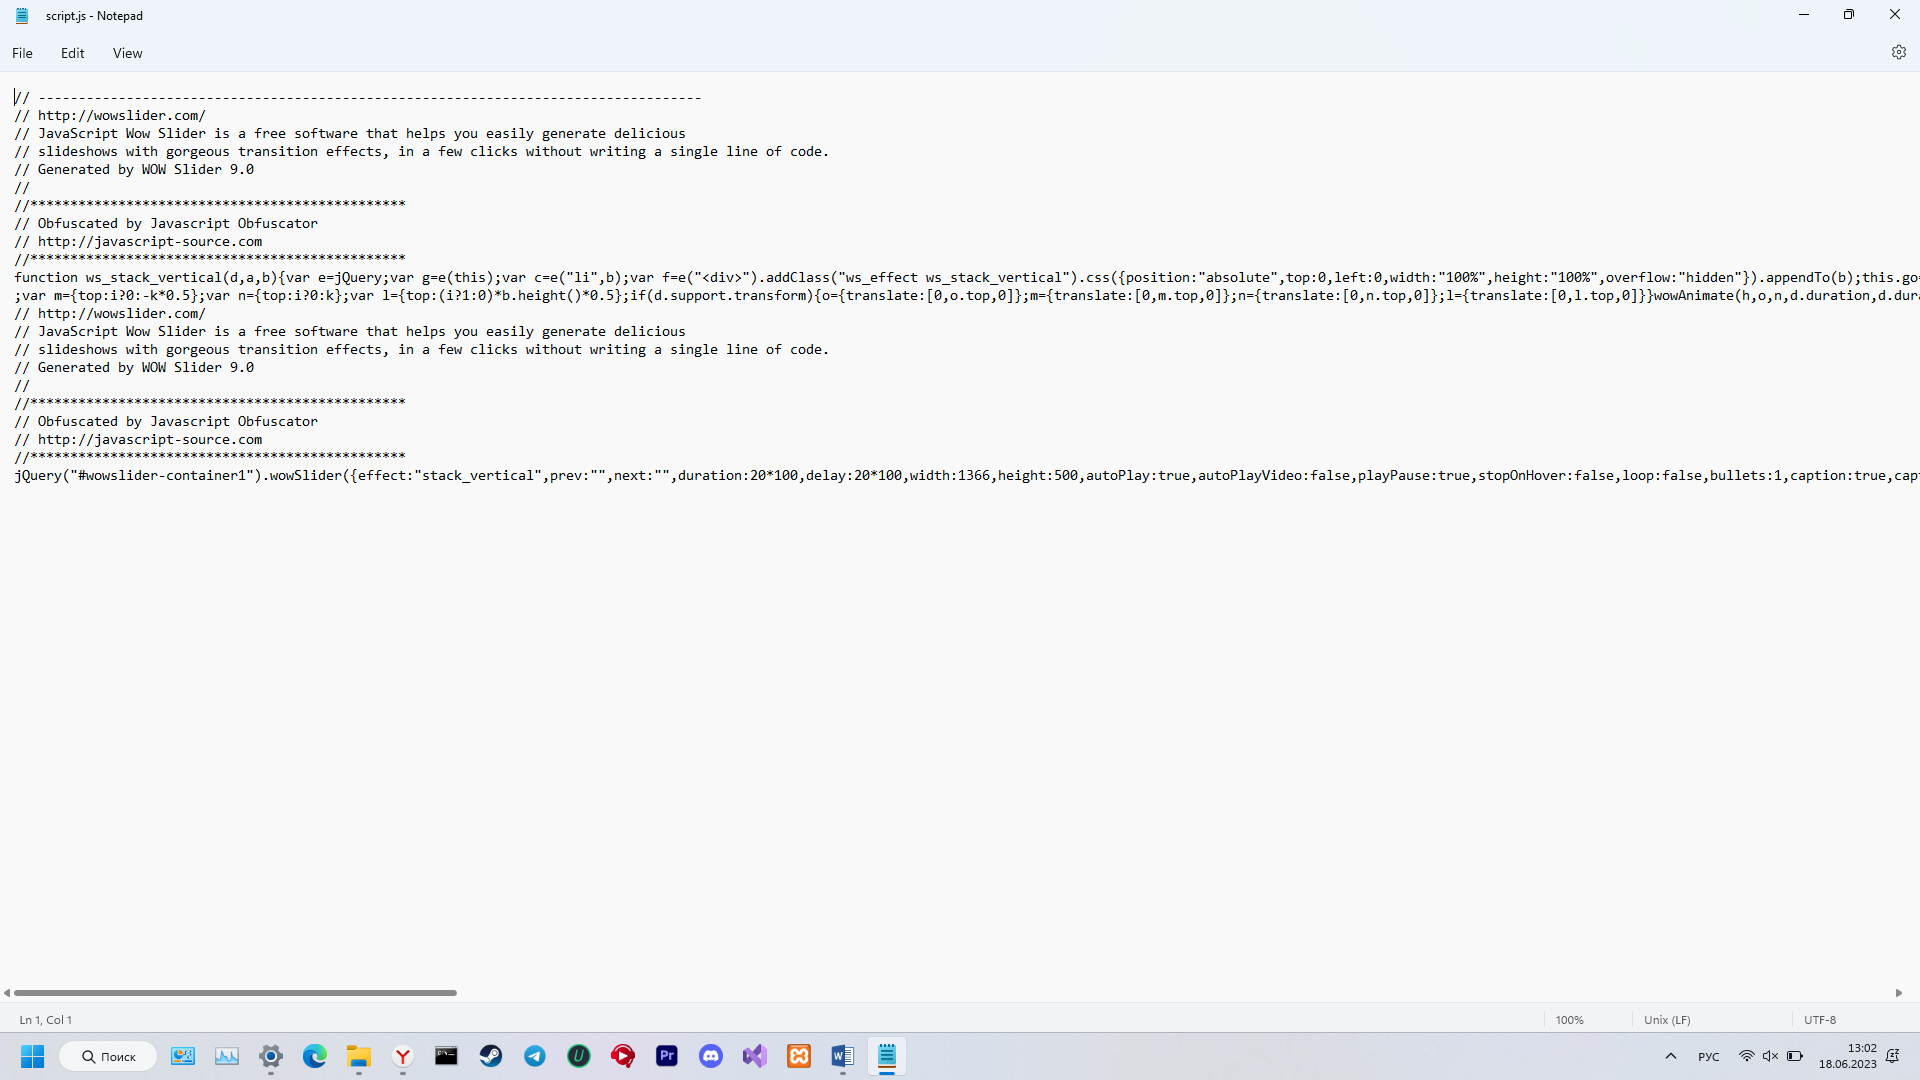 script.js - Notepad
File Edit View
// -----------------------------------------------------------------------------------
// http://wowslider.com/
// JavaScript Wow Slider is a free software that helps you easily generate delicious
// slideshows with gorgeous transition effects, in a few clicks without writing a single line of code.
// Generated by WOW Slider 9.0
//
//***********************************************
// Obfuscated by Javascript Obfuscator
// http://javascript-source.com
//***********************************************
function ws_stack_vertical(d,a,b){var e=jQuery;var g=e(this);var c=e("li",b);var f=e("<div>").addClass("ws_effect ws_stack_vertical").css({position:"absolute",top:0,left:0,width:"100%",height:"100%",overflow:"hidden"}).appendTo(b);this.go=
;var m={top:i?0:-k*0.5};var n={top:i?0:k};var l={top:(i?1:0)*b.height()*0.5};if(d.support.transform){o={translate:[0,o.top,0]};m={translate:[0,m.top,0]};n={translate:[0,n.top,0]};l={translate:[0,l.top,0]}}wowAnimate(h,o,n,d.duration,d.dura
// http://wowslider.com/
// JavaScript Wow Slider is a free software that helps you easily generate delicious
// slideshows with gorgeous transition effects, in a few clicks without writing a single line of code.
// Generated by WOW Slider 9.0
//
//***********************************************
// Obfuscated by Javascript Obfuscator
// http://javascript-source.com
//***********************************************
jQuery("#wowslider-container1").wowSlider({effect:"stack_vertical",prev:"",next:"",duration:20*100,delay:20*100,width:1366,height:500,autoPlay:true,autoPlayVideo:false,playPause:true,stopOnHover:false,loop:false,bullets:1,caption:true,capt
Ln 1, Col 1
100%
Unix (LF)
UTF-8
Поиск
Pr
РУС
13:02
18.06.2023